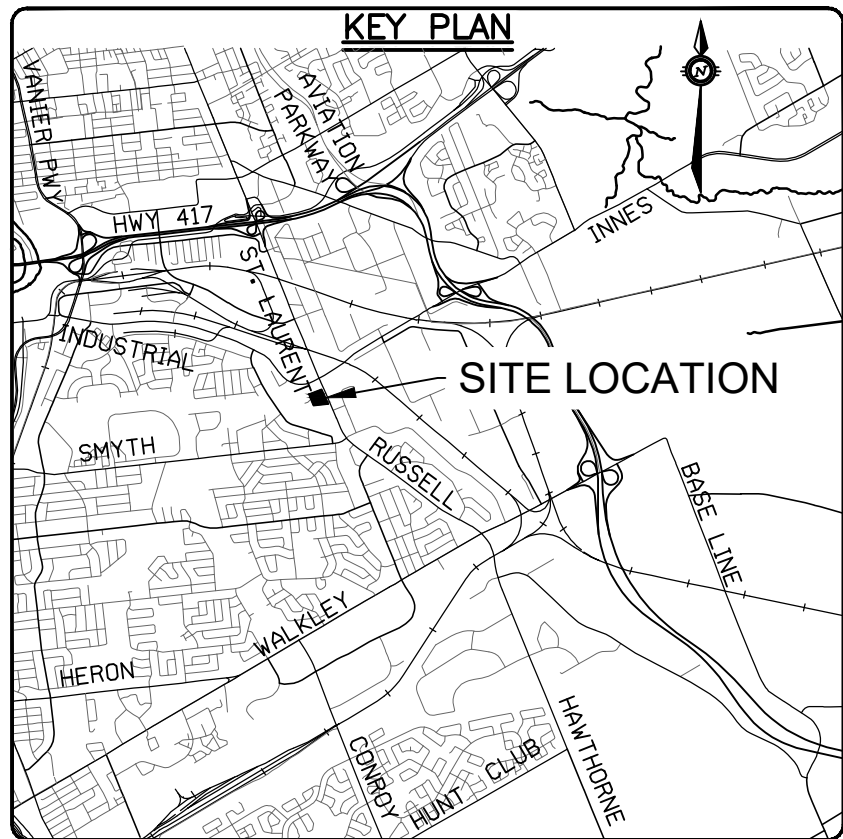 KEY PLAN
VANIER PWY
AVIATION
PARKWAY
N
HWY 417
INNES
ST. LAURENT
INDUSTRIAL
SITE LOCATION
SMYTH
RUSSELL
BASE LINE
WALKLEY
HERON
HAWTHORNE
CONROY
HUNT CLUB